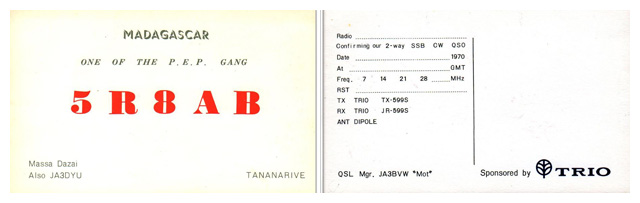 MADAGASCAR
ONE OF THE P.E.P. GANG
5R8AB
Massa Dazai
Also JA3DYU
TANANARIVE
Radio
Confirming our 2-way SSB CW QSO
Date 1970
At GMT
Freq. 7 14 21 28 MHz
RST
TX TRIO TX-599S
RX TRIO JR-599S
ANT DIPOLE
QSL Mgr. JA3BVW "Mot"
Sponsored by TRIO